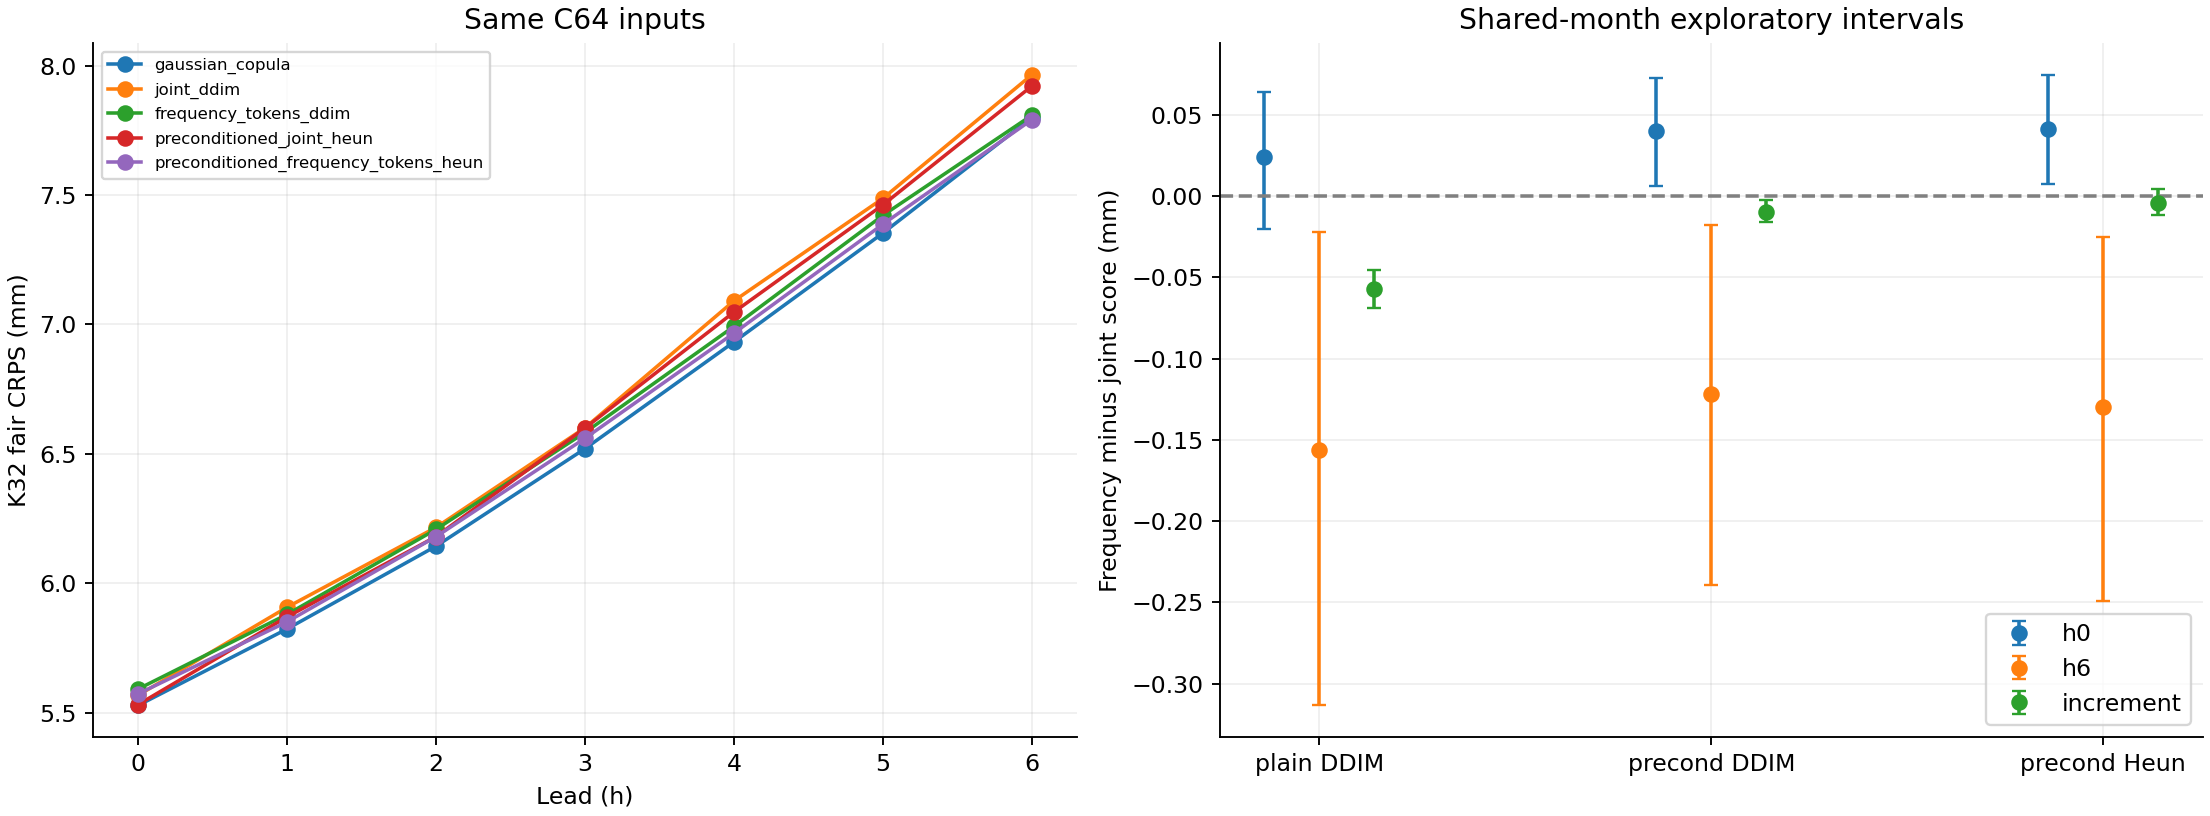 Same C64 inputs
K32 fair CRPS (mm)
8.0
7.5
7.0
6.5
6.0
5.5
gaussian_copula
joint_ddim
frequency_tokens_ddim
preconditioned_joint_heun
preconditioned_frequency_tokens_heun
0 1 2 3 4 5 6
Lead (h)
Shared-month exploratory intervals
Frequency minus joint score (mm)
0.05
0.00
−0.05
−0.10
−0.15
−0.20
−0.25
−0.30
h0
h6
increment
plain DDIM precond DDIM precond Heun